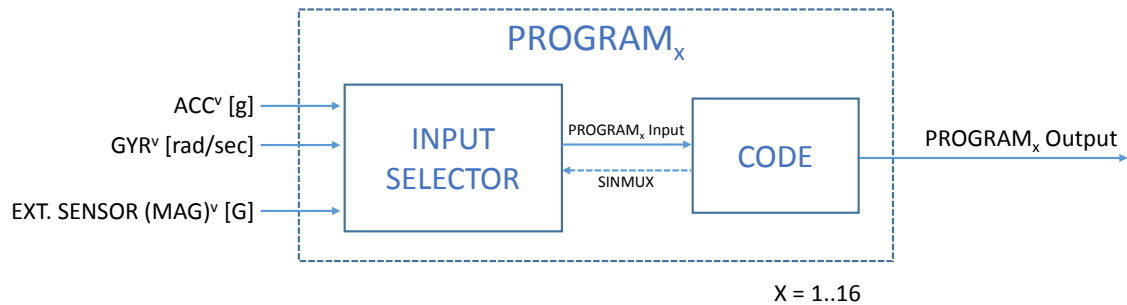 PROGRAMₓ
ACCᵛ [g]
GYRᵛ [rad/sec]
EXT. SENSOR (MAG)ᵛ [G]
INPUT
SELECTOR
PROGRAMₓ Input
SINMUX
CODE
PROGRAMₓ Output
X = 1..16